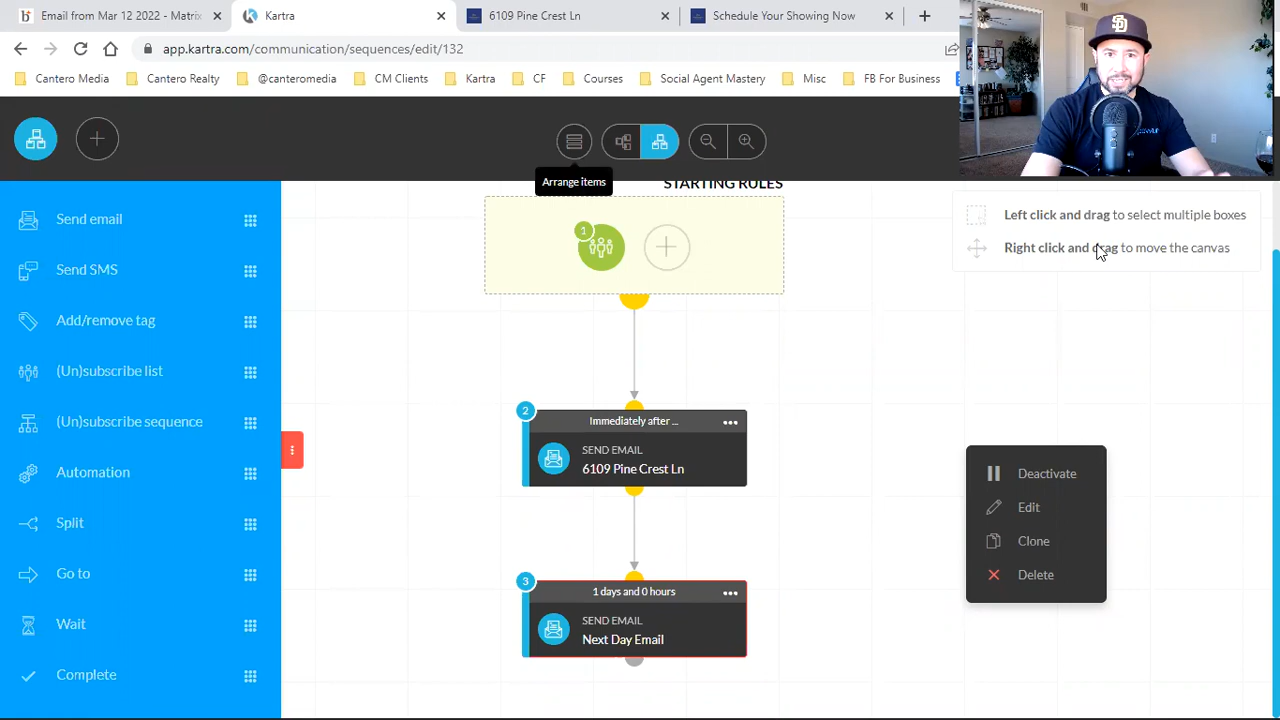 Email from Mar 12 2022 - Matrix
Kartra
6109 Pine Crest Ln
Schedule Your Showing Now
app.kartra.com/communication/sequences/edit/132
Cantero Media
Cantero Realty
@canteromedia
CM Clients
Kartra
CF
Courses
Social Agent Mastery
Misc
FB For Business
SD
Arrange items
STARTING RULES
Left click and drag to select multiple boxes
Right click and drag to move the canvas
Send email
Send SMS
Add/remove tag
(Un)subscribe list
(Un)subscribe sequence
Automation
Split
Go to
Wait
Complete
1
2
Immediately after ...
SEND EMAIL
6109 Pine Crest Ln
3
1 days and 0 hours
SEND EMAIL
Next Day Email
Deactivate
Edit
Clone
Delete